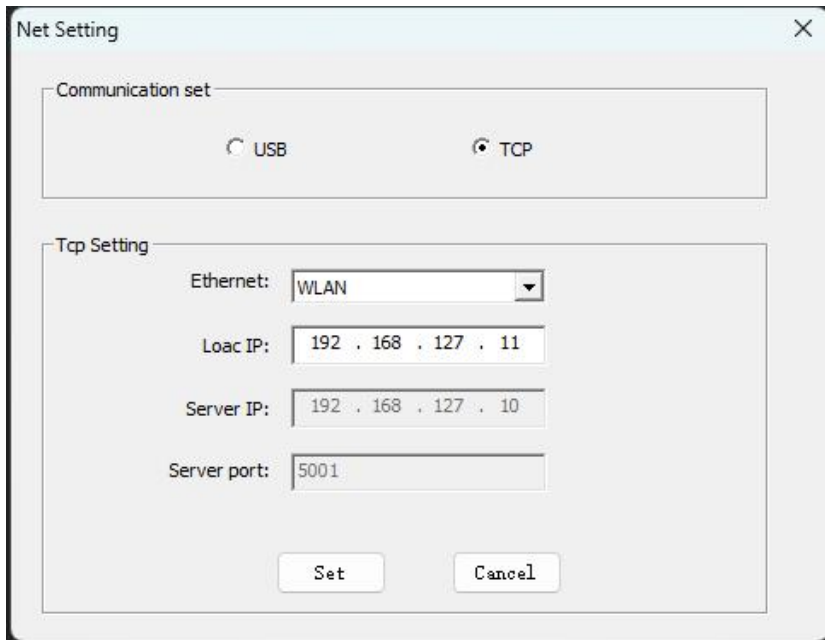 Net Setting
Communication set
USB TCP
Tcp Setting
Ethernet: WLAN
Loac IP: 192 . 168 . 127 . 11
Server IP: 192 . 168 . 127 . 10
Server port: 5001
Set Cancel